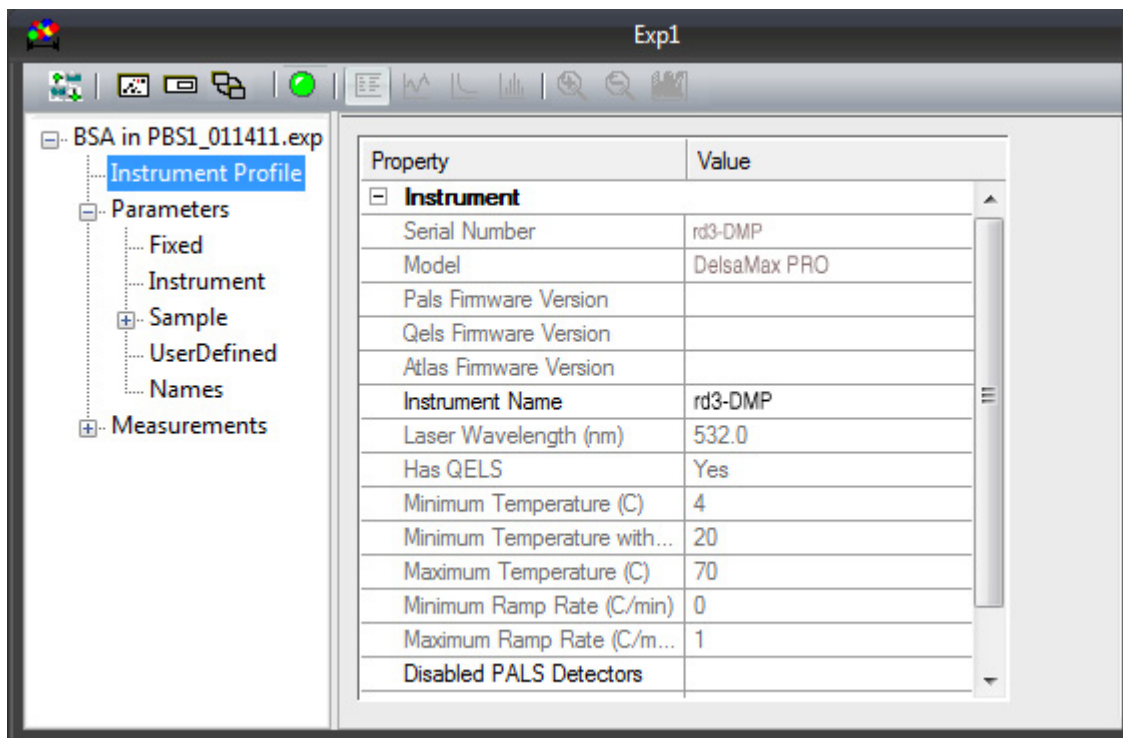 Exp1
BSA in PBS1_011411.exp
Instrument Profile
Parameters
Fixed
Instrument
Sample
UserDefined
Names
Measurements
Property Value
Instrument
Serial Number rd3-DMP
Model DelsaMax PRO
Pals Firmware Version
Qels Firmware Version
Atlas Firmware Version
Instrument Name rd3-DMP
Laser Wavelength (nm) 532.0
Has QELS Yes
Minimum Temperature (C) 4
Minimum Temperature with... 20
Maximum Temperature (C) 70
Minimum Ramp Rate (C/min) 0
Maximum Ramp Rate (C/m... 1
Disabled PALS Detectors